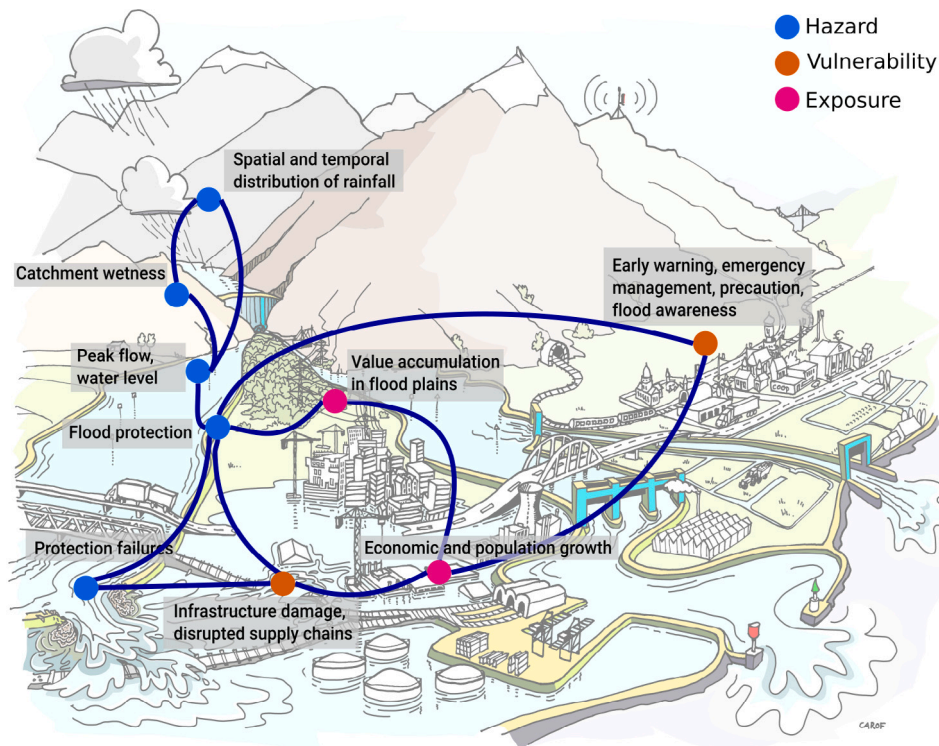 Hazard
Vulnerability
Exposure
Spatial and temporal
distribution of rainfall
Catchment wetness
Early warning, emergency
management, precaution,
flood awareness
Peak flow,
water level
Value accumulation
in flood plains
Flood protection
COOP
Protection failures
Economic and population growth
Infrastructure damage,
disrupted supply chains
CAROF